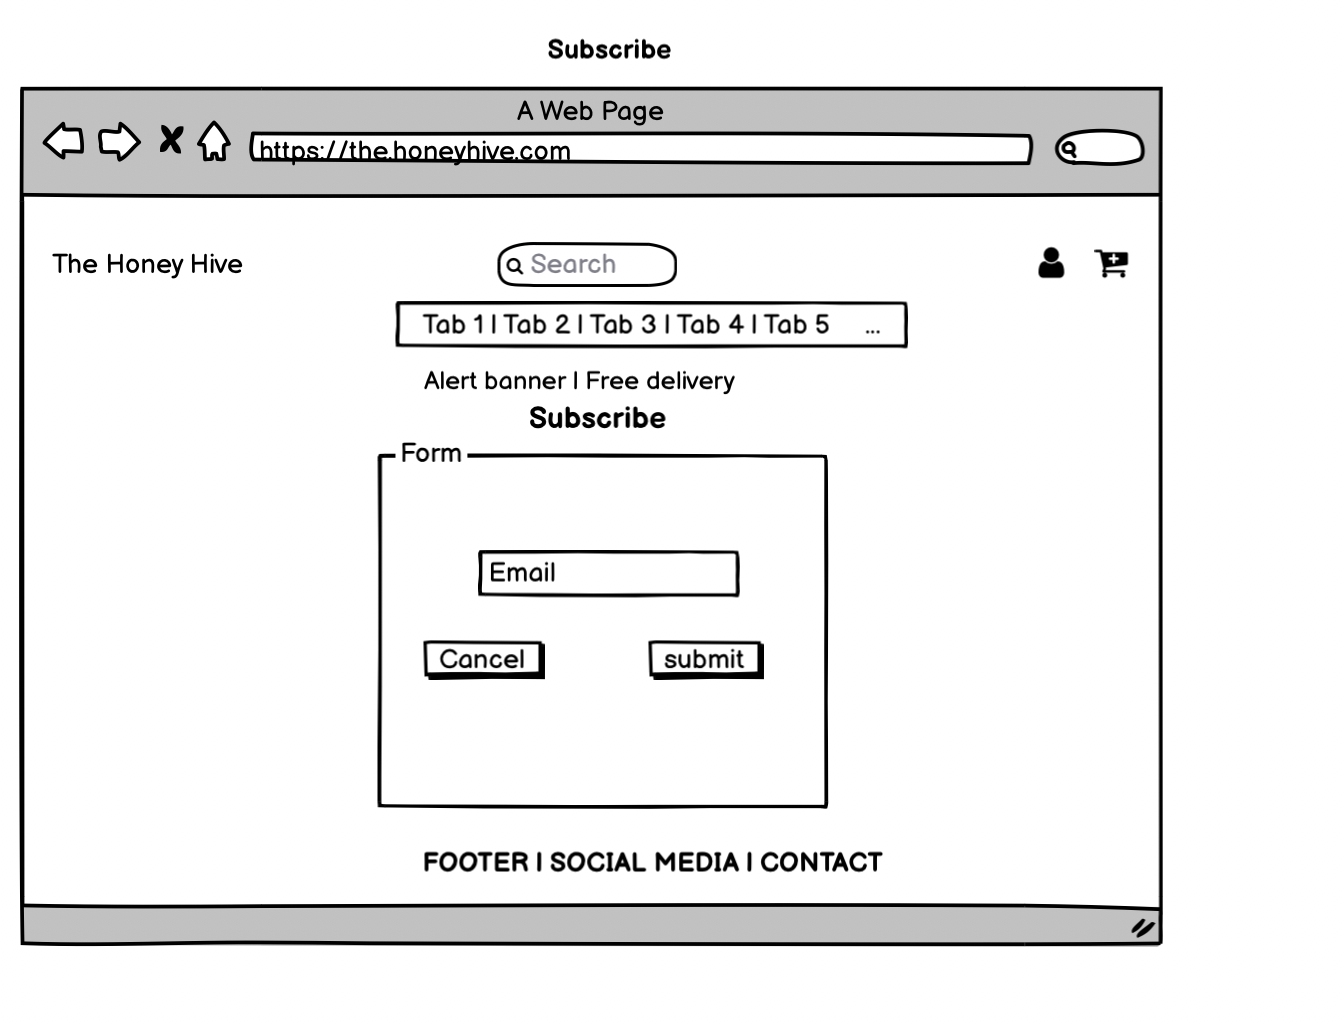 Subscribe
A Web Page
https://the.honeyhive.com
The Honey Hive
Search
Tab 1 | Tab 2 | Tab 3 | Tab 4 | Tab 5 ...
Alert banner | Free delivery
Subscribe
Form
Email
Cancel submit
FOOTER | SOCIAL MEDIA | CONTACT